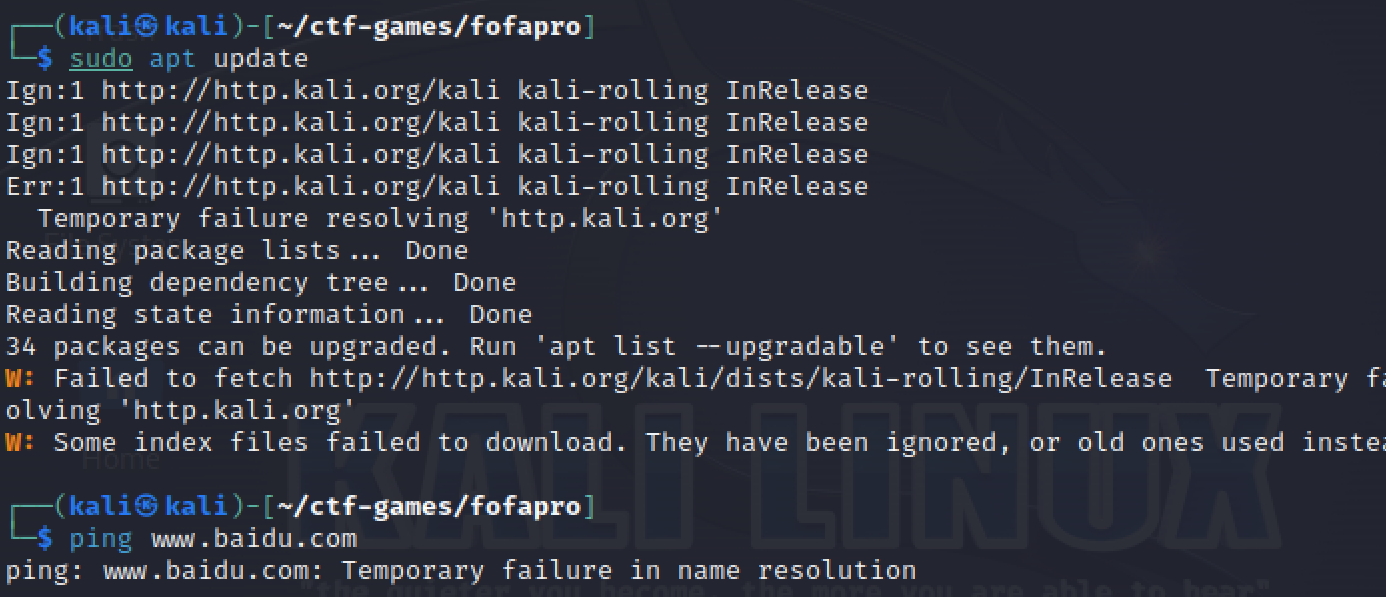 ┌──(kali㉿kali)-[~/ctf-games/fofapro]
└─$ sudo apt update
Ign:1 http://http.kali.org/kali kali-rolling InRelease
Ign:1 http://http.kali.org/kali kali-rolling InRelease
Ign:1 http://http.kali.org/kali kali-rolling InRelease
Err:1 http://http.kali.org/kali kali-rolling InRelease
  Temporary failure resolving 'http.kali.org'
Reading package lists... Done
Building dependency tree... Done
Reading state information... Done
34 packages can be upgraded. Run 'apt list --upgradable' to see them.
W: Failed to fetch http://http.kali.org/kali/dists/kali-rolling/InRelease  Temporary fa
olving 'http.kali.org'
W: Some index files failed to download. They have been ignored, or old ones used instea
Home
┌──(kali㉿kali)-[~/ctf-games/fofapro]
└─$ ping www.baidu.com
ping: www.baidu.com: Temporary failure in name resolution
KALI LINUX
"the quieter you become, the more you are able to hear"